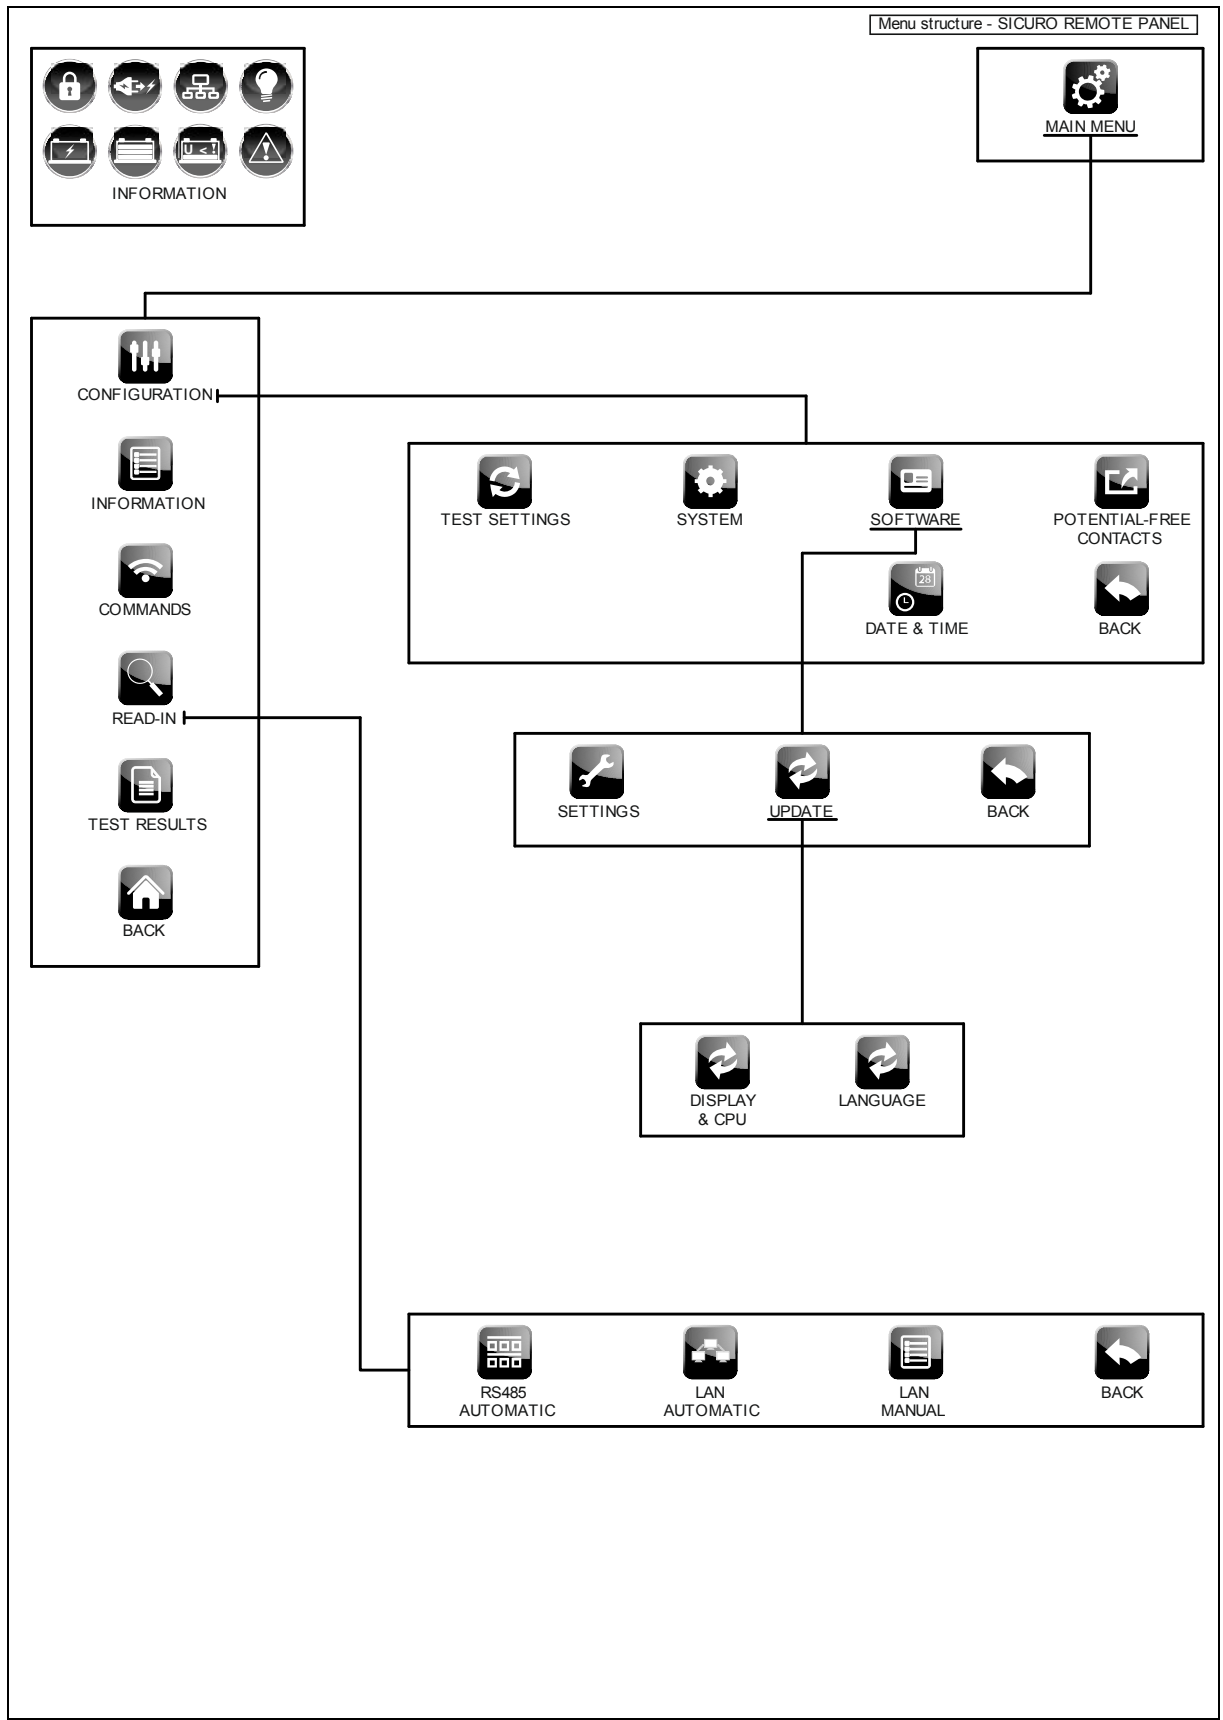 Menu structure - SICURO REMOTE PANEL
MAIN MENU
U < !
INFORMATION
CONFIGURATION
INFORMATION
COMMANDS
READ-IN
TEST RESULTS
BACK
TEST SETTINGS
SYSTEM
SOFTWARE
POTENTIAL-FREE
CONTACTS
28
DATE & TIME
BACK
SETTINGS
UPDATE
BACK
DISPLAY
& CPU
LANGUAGE
RS485
AUTOMATIC
LAN
AUTOMATIC
LAN
MANUAL
BACK